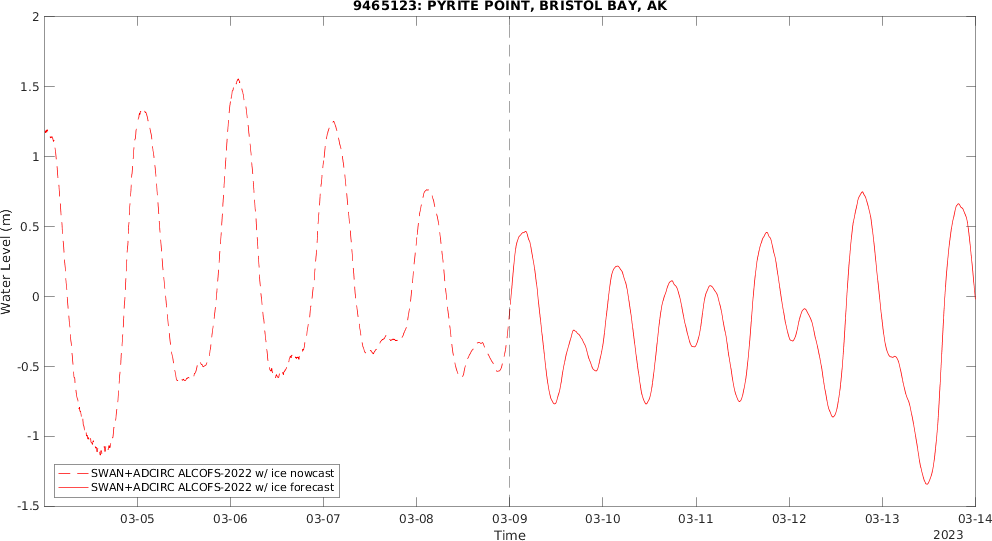 9465123: PYRITE POINT, BRISTOL BAY, AK
2
1.5
1
0.5
0
-0.5
-1
-1.5
Water Level (m)
SWAN+ADCIRC ALCOFS-2022 w/ ice nowcast
SWAN+ADCIRC ALCOFS-2022 w/ ice forecast
03-05 03-06 03-07 03-08 03-09 03-10 03-11 03-12 03-13 03-14
Time
2023